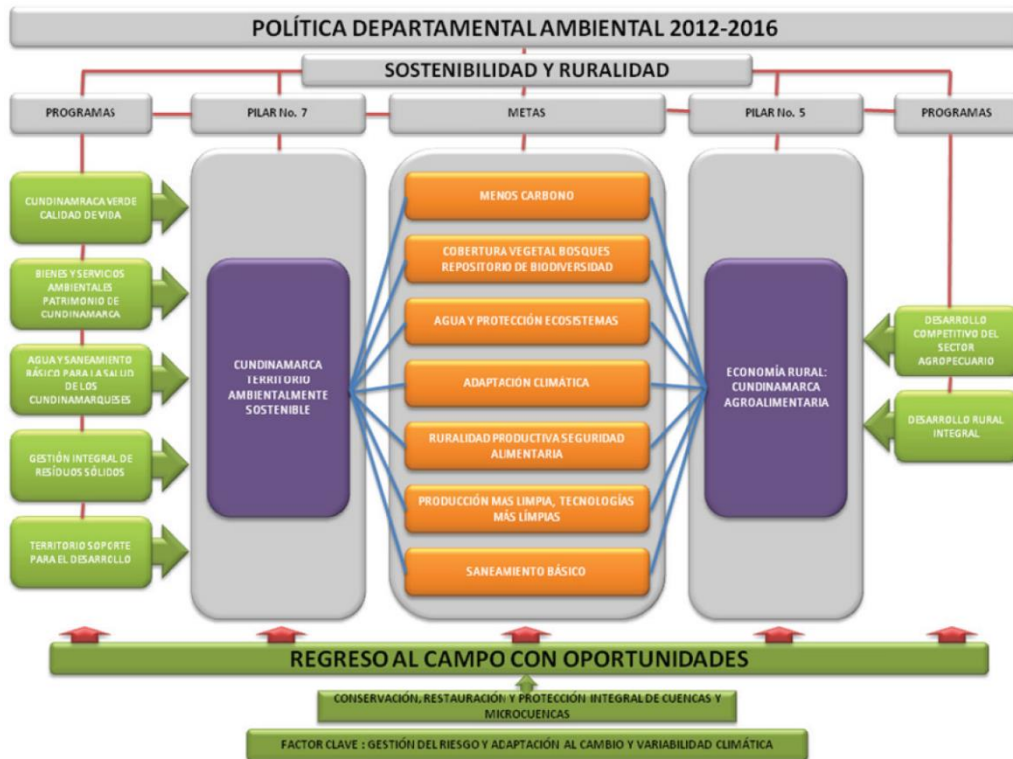 POLÍTICA DEPARTAMENTAL AMBIENTAL 2012-2016
SOSTENIBILIDAD Y RURALIDAD
PROGRAMAS
PILAR No. 7
METAS
PILAR No. 5
PROGRAMAS
CUNDINAMRACA VERDE
CALIDAD DE VIDA
BIENES Y SERVICIOS
AMBIENTALES
PATRIMONIO DE
CUNDINAMARCA
AGUA Y SANEAMIENTO
BÁSICO PARA LA SALUD
DE LOS
CUNDINAMARQUESES
GESTIÓN INTEGRAL DE
RESÍDUOS SÓLIDOS
TERRITORIO SOPORTE
PARA EL DESARROLLO
CUNDINAMARCA
TERRITORIO
AMBIENTALMENTE
SOSTENIBLE
MENOS CARBONO
COBERTURA VEGETAL BOSQUES
REPOSITORIO DE BIODIVERSIDAD
AGUA Y PROTECCIÓN ECOSISTEMAS
ADAPTACIÓN CLIMÁTICA
RURALIDAD PRODUCTIVA SEGURIDAD
ALIMENTARIA
PRODUCCIÓN MAS LIMPIA, TECNOLOGÍAS
MÁS LÍMPIAS
SANEAMIENTO BÁSICO
ECONOMÍA RURAL:
CUNDINAMARCA
AGROALIMENTARIA
DESARROLLO
COMPETITIVO DEL
SECTOR
AGROPECUARIO
DESARROLLO RURAL
INTEGRAL
REGRESO AL CAMPO CON OPORTUNIDADES
CONSERVACIÓN, RESTAURACIÓN Y PROTECCIÓN INTEGRAL DE CUENCAS Y
MICROCUENCAS
FACTOR CLAVE : GESTIÓN DEL RIESGO Y ADAPTACIÓN AL CAMBIO Y VARIABILIDAD CLIMÁTICA